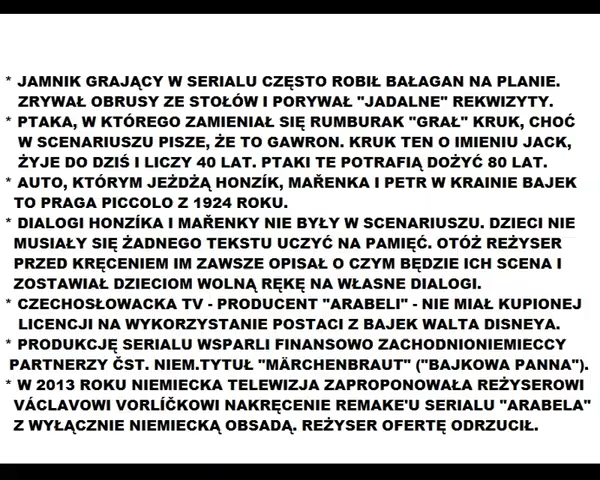 * JAMNIK GRAJĄCY W SERIALU CZĘSTO ROBIŁ BAŁAGAN NA PLANIE.
ZRYWAŁ OBRUSY ZE STOŁÓW I PORYWAŁ "JADALNE" REKWIZYTY.
* PTAKA, W KTÓREGO ZAMIENIAŁ SIĘ RUMBURAK "GRAŁ" KRUK, CHOĆ
W SCENARIUSZU PISZE, ŻE TO GAWRON. KRUK TEN O IMIENIU JACK,
ŻYJE DO DZIŚ I LICZY 40 LAT. PTAKI TE POTRAFIĄ DOŻYĆ 80 LAT.
* AUTO, KTÓRYM JEŻDŻĄ HONZÍK, MAŘENKA I PETR W KRAINIE BAJEK
TO PRAGA PICCOLO Z 1924 ROKU.
* DIALOGI HONZÍKA I MAŘENKY NIE BYŁY W SCENARIUSZU. DZIECI NIE
MUSIAŁY SIĘ ŻADNEGO TEKSTU UCZYĆ NA PAMIĘĆ. OTÓŻ REŻYSER
PRZED KRĘCENIEM IM ZAWSZE OPISAŁ O CZYM BĘDZIE ICH SCENA I
ZOSTAWIAŁ DZIECIOM WOLNĄ RĘKĘ NA WŁASNE DIALOGI.
* CZECHOSŁOWACKA TV - PRODUCENT "ARABELI" - NIE MIAŁ KUPIONEJ
LICENCJI NA WYKORZYSTANIE POSTACI Z BAJEK WALTA DISNEYA.
* PRODUKCJĘ SERIALU WSPARLI FINANSOWO ZACHODNIONIEMIECCY
PARTNERZY ČST. NIEM.TYTUŁ "MÄRCHENBRAUT" ("BAJKOWA PANNA").
* W 2013 ROKU NIEMIECKA TELEWIZJA ZAPROPONOWAŁA REŻYSEROWI
VÁCLAVOWI VORLÍČKOWI NAKRĘCENIE REMAKE'U SERIALU "ARABELA"
Z WYŁĄCZNIE NIEMIECKĄ OBSADĄ. REŻYSER OFERTĘ ODRZUCIŁ.